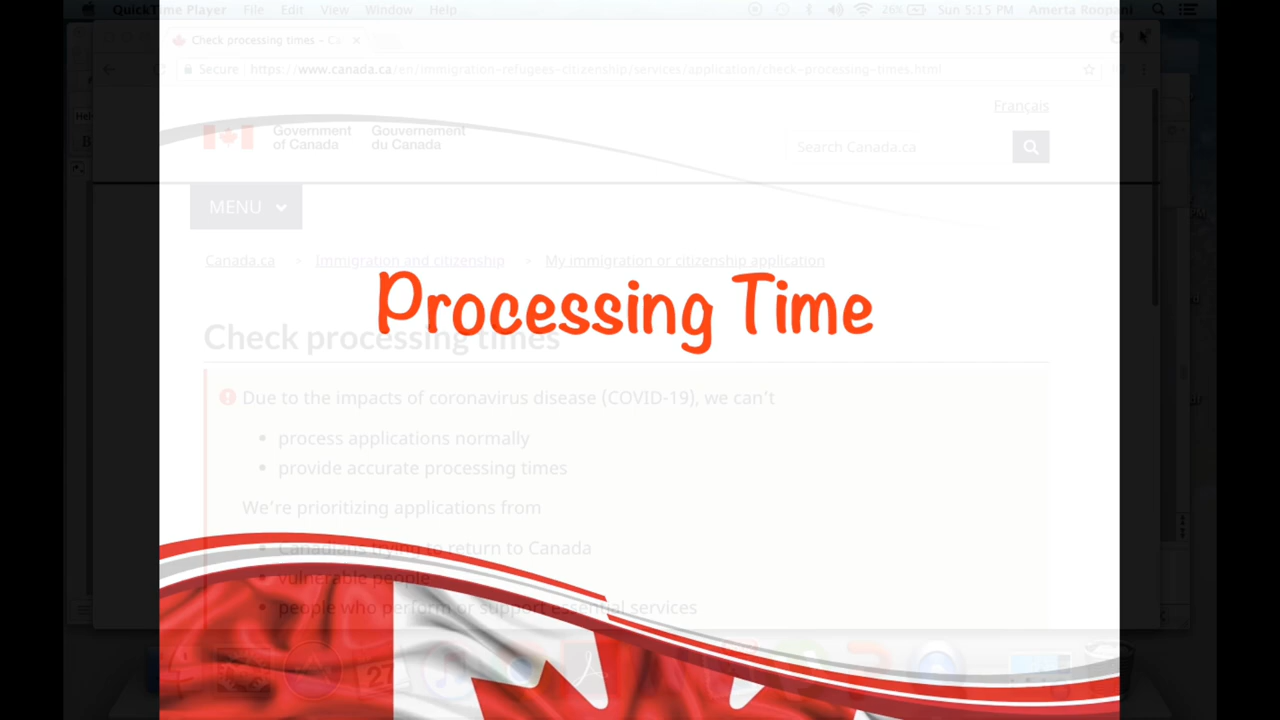 QuickTime Player File Edit View Window Help 26% Sun 5:15 PM Amerta Roopani
Check processing times – Ca
Secure https://www.canada.ca/en/immigration-refugees-citizenship/services/application/check-processing-times.html
Français
Government of Canada
Gouvernement du Canada
Search Canada.ca
MENU
Canada.ca > Immigration and citizenship > My immigration or citizenship application
Processing Time
Check processing times
Due to the impacts of coronavirus disease (COVID-19), we can't
• process applications normally
• provide accurate processing times
We're prioritizing applications from
• Canadians trying to return to Canada
• vulnerable people
• people who perform or support essential services
27